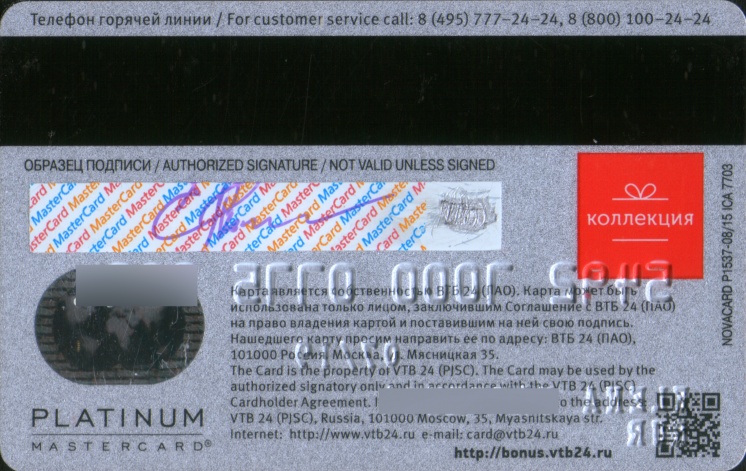 Телефон горячей линии / For customer service call: 8 (495) 777-24-24, 8 (800) 100-24-24
ОБРАЗЕЦ ПОДПИСИ / AUTHORIZED SIGNATURE / NOT VALID UNLESS SIGNED
MasterCard MasterCard MasterCard
коллекция
NOVACARD P1537-08/15 ICA 7703
Карта является собственностью ВТБ 24 (ПАО). Карта может быть
использована только лицом, заключившим Соглашение с ВТБ 24 (ПАО)
на право владения картой и поставившим на ней свою подпись.
Нашедшего карту просим направить ее по адресу: ВТБ 24 (ПАО),
101000 Россия, Москва, Мясницкая 35.
The Card is the property of VTB 24 (PJSC). The Card may be used by the
authorized signatory only and in accordance with the VTB 24 (PJSC)
Cardholder Agreement. to the address:
VTB 24 (PJSC), Russia, 101000 Moscow, 35, Myasnitskaya str.
Internet: http://www.vtb24.ru e-mail: card@vtb24.ru
PLATINUM
MASTERCARD®
http://bonus.vtb24.ru